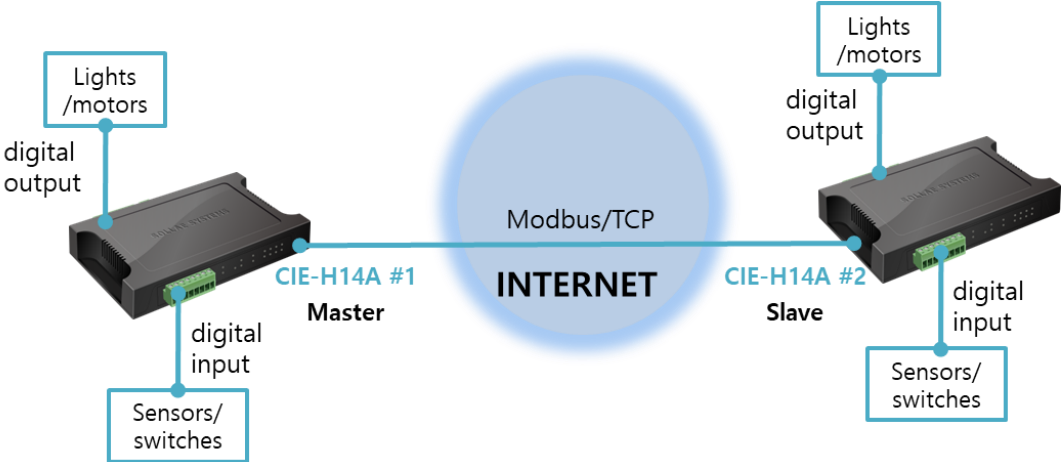 Lights
/motors
digital
output
CIE-H14A #1
Master
digital
input
Sensors/
switches
Modbus/TCP
INTERNET
Lights
/motors
digital
output
CIE-H14A #2
Slave
digital
input
Sensors/
switches